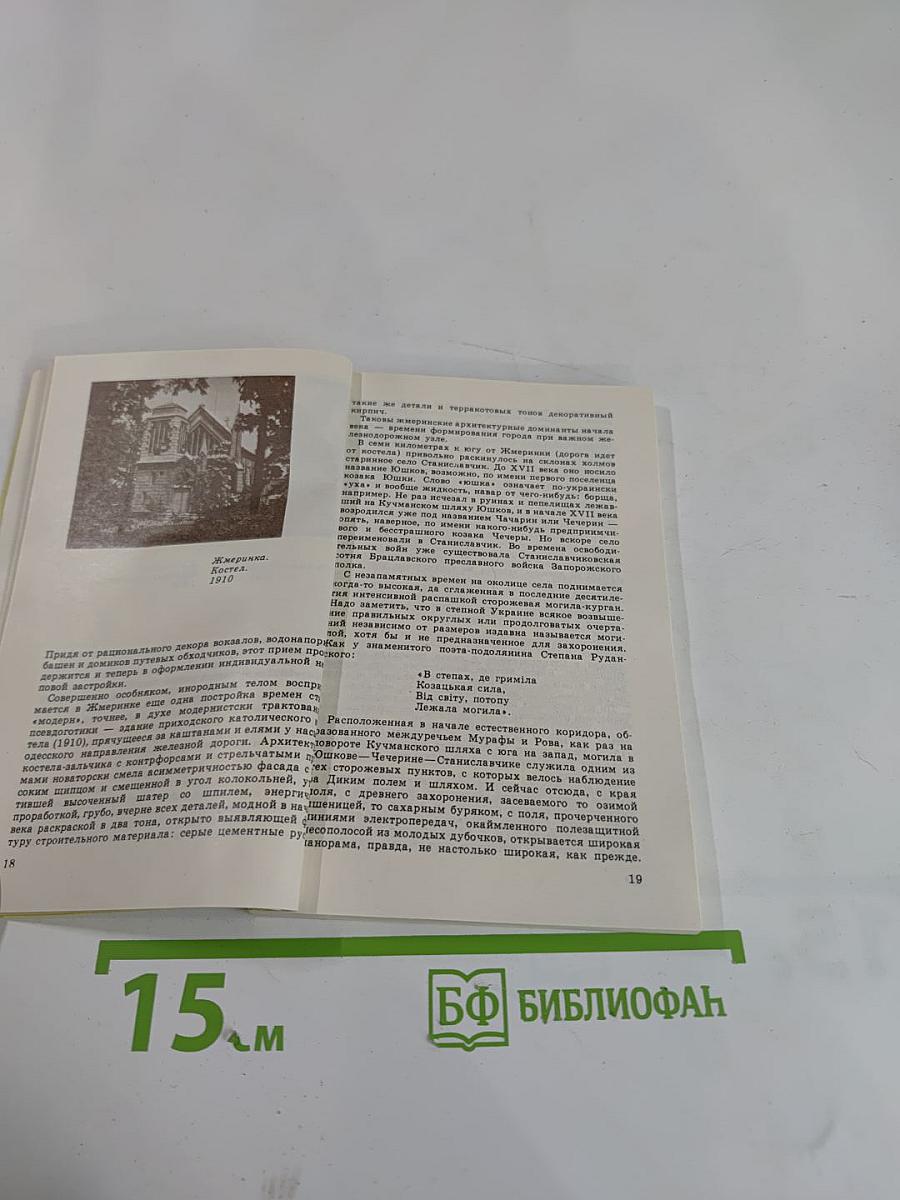 Жмеринка.
Костел.
1910
Придя от рационального декора вокзалов, водонапор
башен и домиков путевых обходчиков, этот прием про
держится и теперь в оформлении индивидуальной
повой застройки.
Совершенно особняком, инородным телом воспри
мается в Жмеринке еще одна постройка времен
«модерн», точнее, в духе модернистски трактован
псевдоготики — здание приходского католического
тела (1910), прячущееся за каштанами и елями у нас
одесского направления железной дороги. Архитек
костела-зальчика с контрфорсами и стрельчатыми
мами новаторски смела асимметричностью фасада с
соким щипцом и смещенной в угол колокольней,
тившей высоченный шатер со шпилем, энергич
проработкой, грубо, вчерне всех деталей, модной в на
века раскраской в два тона, открыто выявляющей
туру строительного материала: серые цементные
18
такие же детали и терракотовых тонов декоративный
кирпич.
Таковы жмеринские архитектурные доминанты начала
века — времени формирования города при важном же-
лезнодорожном узле.
В семи километрах к югу от Жмеринки (дорога идет
от костела) привольно раскинулось на склонах холмов
старинное село Станиславчик. До XVII века оно носило
название Юшков, возможно, по имени первого поселенца
козака Юшки. Слово «юшка» означает по-украински
«уха» и вообще жидкость, навар от чего-нибудь: борща,
например. Не раз исчезал в руинах и пепелищах лежав-
ший на Кучманском шляху Юшков, и в начале XVII века
возродился уже под названием Чачарин или Чечерин —
опять, наверное, по имени какого-нибудь предприимчи-
вого и бесстрашного козака Чечеры. Но вскоре село
переименовали в Станиславчик. Во времена освободи-
тельных войн уже существовала Станиславчиковская
сотня Брацлавского преславного войска Запорожского
полка.
С незапамятных времен на околице села поднимается
когда-то высокая, да сглаженная в последние десятиле-
тия интенсивной распашкой сторожевая могила-курган.
Надо заметить, что в степной Украине всякое возвыше-
ние правильных округлых или продолговатых очерта-
ний независимо от размеров издавна называется моги-
лой, хотя бы и не предназначенное для захоронения.
Как у знаменитого поэта-подолянина Степана Рудан-
ского:
«В степах, де гриміла
Козацькая сила,
Від світу, потопу
Лежала могила».
Расположенная в начале естественного коридора, об-
разованного междуречьем Мурафы и Рова, как раз на
повороте Кучманского шляха с юга на запад, могила в
Юшкове—Чечерине—Станиславчике служила одним из
тех сторожевых пунктов, с которых велось наблюдение
на Диким полем и шляхом. И сейчас отсюда, с края
поля, с древнего захоронения, засеваемого то озимой
пшеницей, то сахарным буряком, с поля, прочерченного
линиями электропередач, окаймленного полезащитной
лесополосой из молодых дубочков, открывается широкая
панорама, правда, не настолько широкая, как прежде.
19
15 см
БФ БИБЛИОФАН